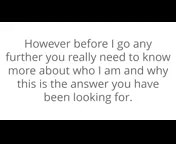 However before I go any
further you really need to know
more about who I am and why
this is the answer you have
been looking for.